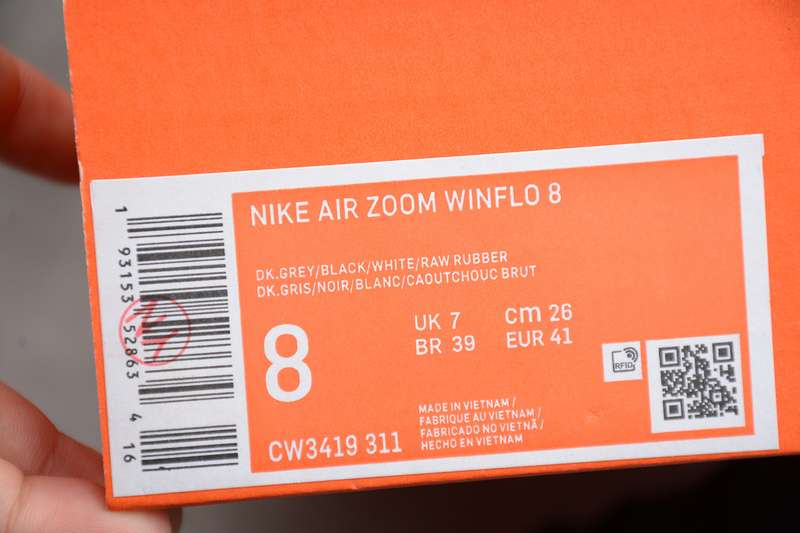 NIKE AIR ZOOM WINFLO 8
DK.GREY/BLACK/WHITE/RAW RUBBER
DK.GRIS/NOIR/BLANC/CAOUTCHOUC BRUT
8
UK 7 cm 26
BR 39 EUR 41
RFID
CW3419 311
MADE IN VIETNAM /
FABRIQUE AU VIETNAM /
FABRICADO NO VIETNÃ /
HECHO EN VIETNAM
1 93153 52863 4 16